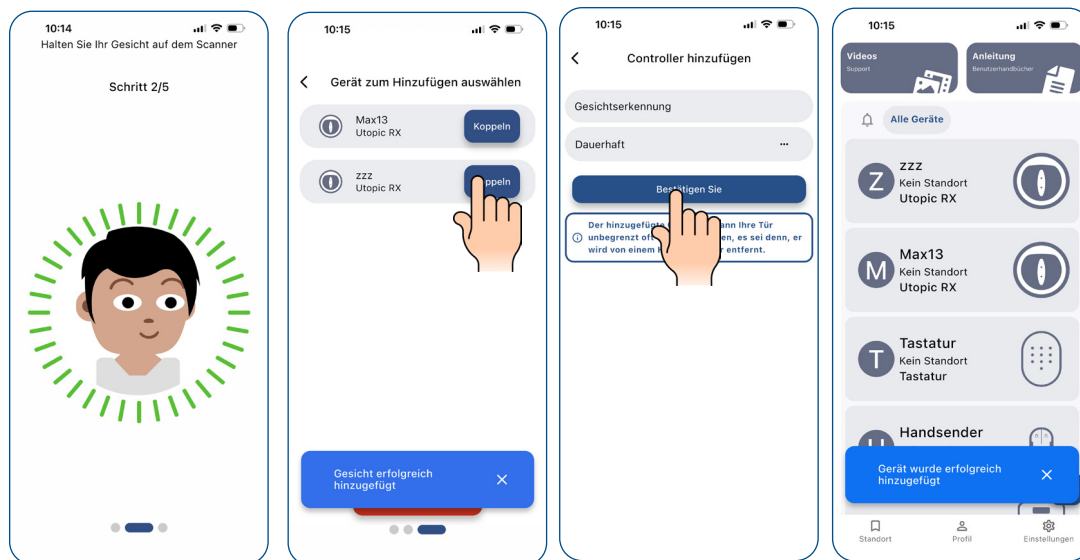 10:14
Halten Sie Ihr Gesicht auf dem Scanner
Schritt 2/5
10:15
Gerät zum Hinzufügen auswählen
Max13
Utopic RX
Koppeln
zzz
Utopic RX
ppeln
Gesicht erfolgreich
hinzugefügt
10:15
Controller hinzufügen
Gesichtserkennung
Dauerhaft
...
Bestätigen Sie
Der hinzugefügte ann Ihre Tür
unbegrenzt oft en, es sei denn, er
wird von einem r entfernt.
10:15
Videos
Support
Anleitung
Benutzerhandbücher
Alle Geräte
Z
zzz
Kein Standort
Utopic RX
M
Max13
Kein Standort
Utopic RX
T
Tastatur
Kein Standort
Tastatur
Handsender
Gerät wurde erfolgreich
hinzugefügt
Standort
Profil
Einstellungen